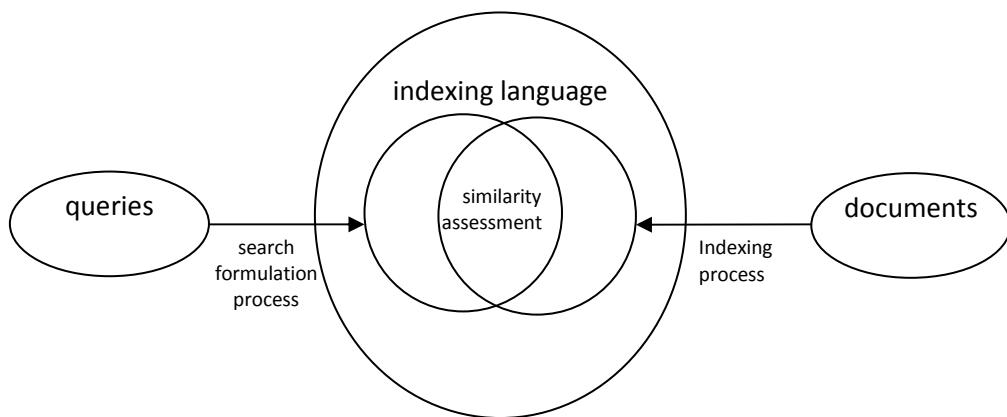 indexing language
queries
similarity
assessment
documents
search
formulation
process
Indexing
process